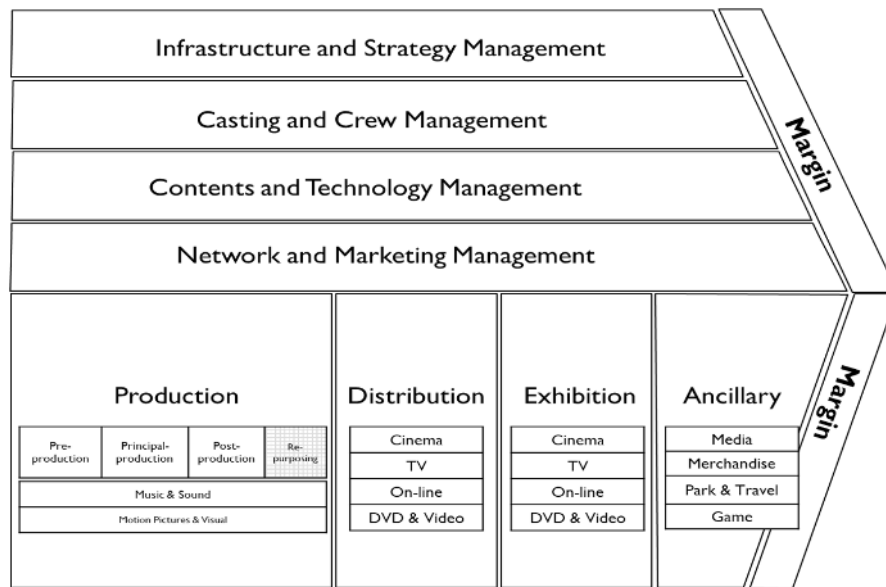 Infrastructure and Strategy Management
Casting and Crew Management
Contents and Technology Management
Network and Marketing Management
Margin
Margin
Production
Pre-
production
Principal-
production
Post-
production
Re-
purposing
Music & Sound
Motion Pictures & Visual
Distribution
Cinema
TV
On-line
DVD & Video
Exhibition
Cinema
TV
On-line
DVD & Video
Ancillary
Media
Merchandise
Park & Travel
Game